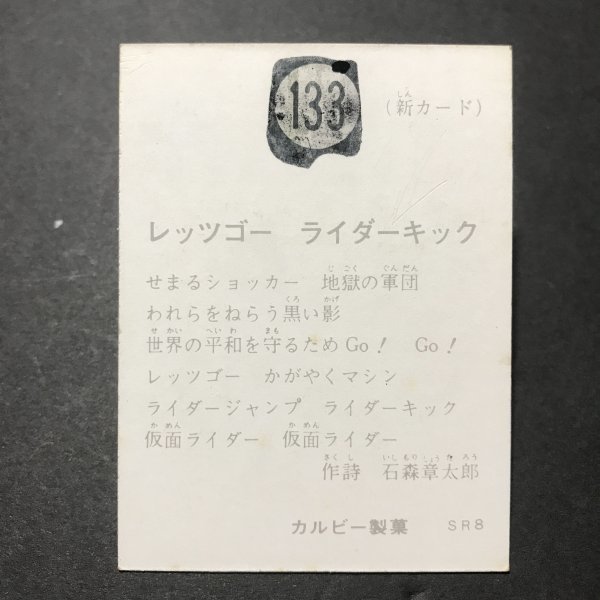 133
(新カード)
レッツゴー ライダーキック
せまるショッカー 地獄の軍団
われらをねらう黒い影
世界の平和を守るためGo! Go!
レッツゴー かがやくマシン
ライダージャンプ ライダーキック
仮面ライダー 仮面ライダー
作詩 石森章太郎
カルビー製菓 SR8